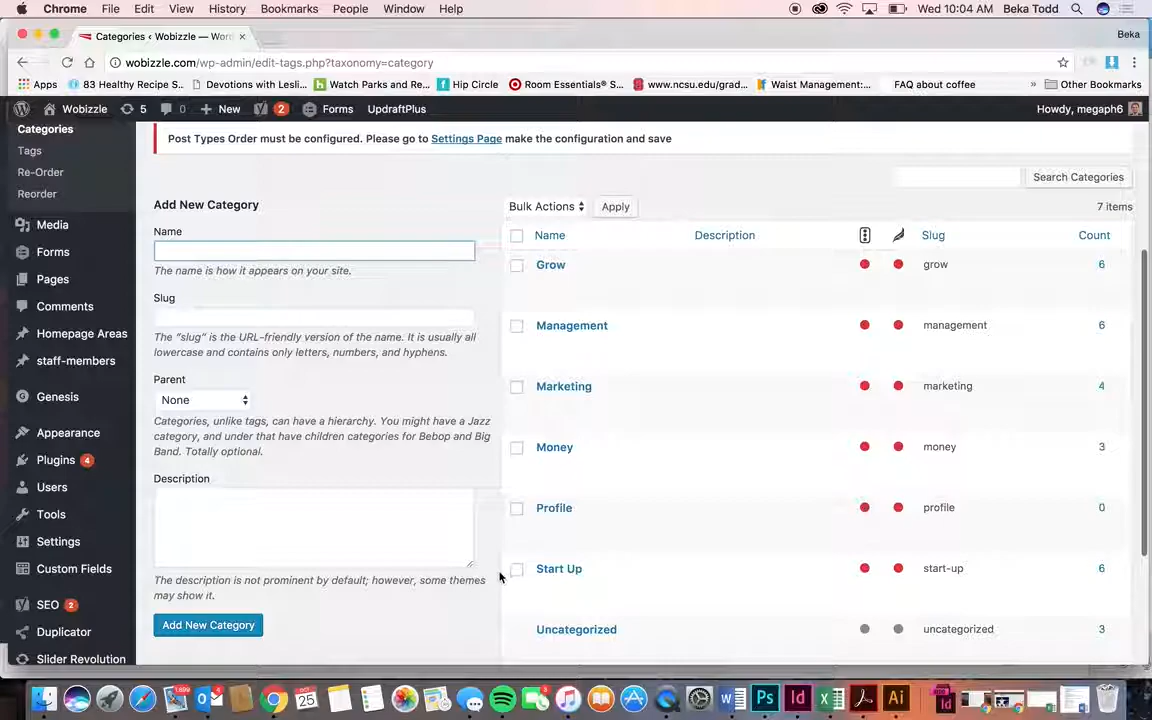 Chrome File Edit View History Bookmarks People Window Help Wed 10:04 AM Beka Todd
Categories ‹ Wobizzle — Wor Beka
wobizzle.com/wp-admin/edit-tags.php?taxonomy=category
Apps 83 Healthy Recipe S... Devotions with Lesli... Watch Parks and Re... Hip Circle Room Essentials® S... www.ncsu.edu/grad... Waist Management:... FAQ about coffee » Other Bookmarks
Wobizzle 5 0 + New 2 Forms UpdraftPlus Howdy, megaph6
Categories
Tags
Re-Order
Reorder
Media
Forms
Pages
Comments
Homepage Areas
staff-members
Genesis
Appearance
Plugins 4
Users
Tools
Settings
Custom Fields
SEO 2
Duplicator
Slider Revolution
Post Types Order must be configured. Please go to Settings Page make the configuration and save
Search Categories
Add New Category
Name
The name is how it appears on your site.
Slug
The "slug" is the URL-friendly version of the name. It is usually all
lowercase and contains only letters, numbers, and hyphens.
Parent
None
Categories, unlike tags, can have a hierarchy. You might have a Jazz
category, and under that have children categories for Bebop and Big
Band. Totally optional.
Description
The description is not prominent by default; however, some themes
may show it.
Add New Category
Bulk Actions Apply 7 items
Name Description Slug Count
Grow grow 6
Management management 6
Marketing marketing 4
Money money 3
Profile profile 0
Start Up start-up 6
Uncategorized uncategorized 3